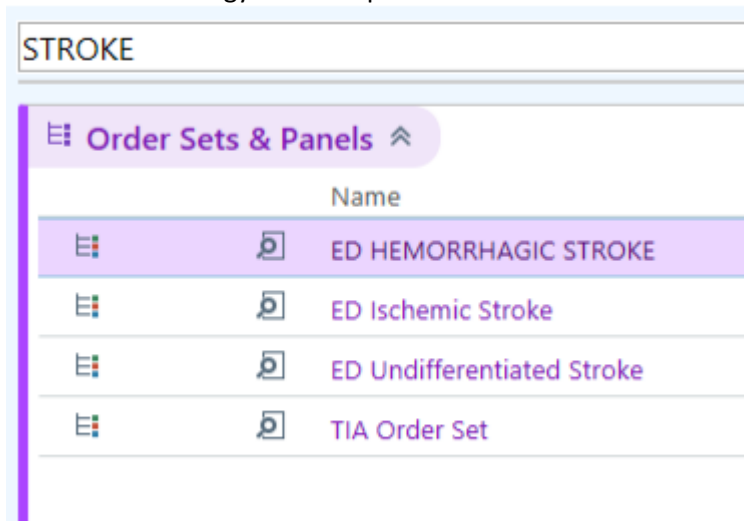 STROKE
Order Sets & Panels
Name
ED HEMORRHAGIC STROKE
ED Ischemic Stroke
ED Undifferentiated Stroke
TIA Order Set